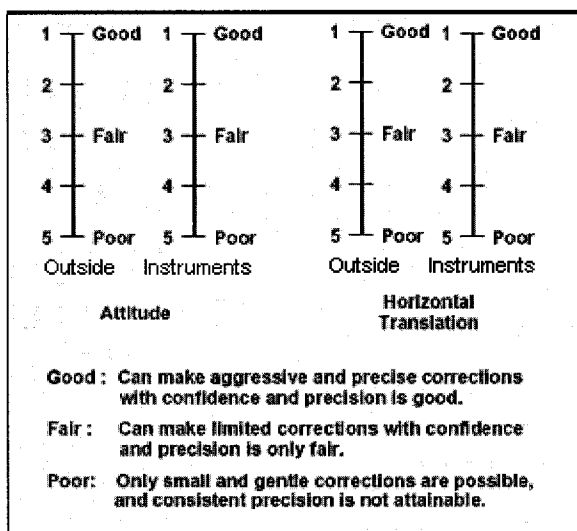 1 Good 1 Good 1 Good 1 Good
2 2 2 2
3 Fair 3 Fair 3 Fair 3 Fair
4 4 4 4
5 Poor 5 Poor 5 Poor 5 Poor
Outside Instruments Outside Instruments
Attitude
Horizontal
Translation
Good : Can make aggressive and precise corrections
with confidence and precision is good.
Fair : Can make limited corrections with confidence
and precision is only fair.
Poor: Only small and gentle corrections are possible,
and consistent precision is not attainable.